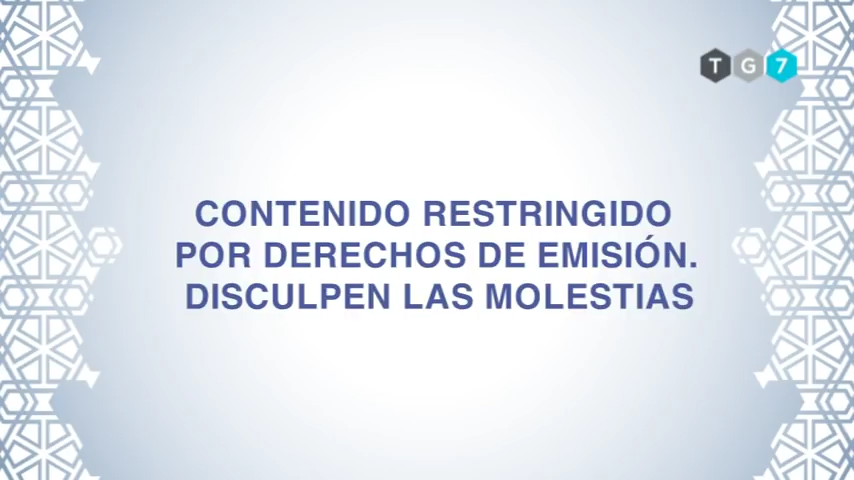 TG7
CONTENIDO RESTRINGIDO
POR DERECHOS DE EMISIÓN.
DISCULPEN LAS MOLESTIAS